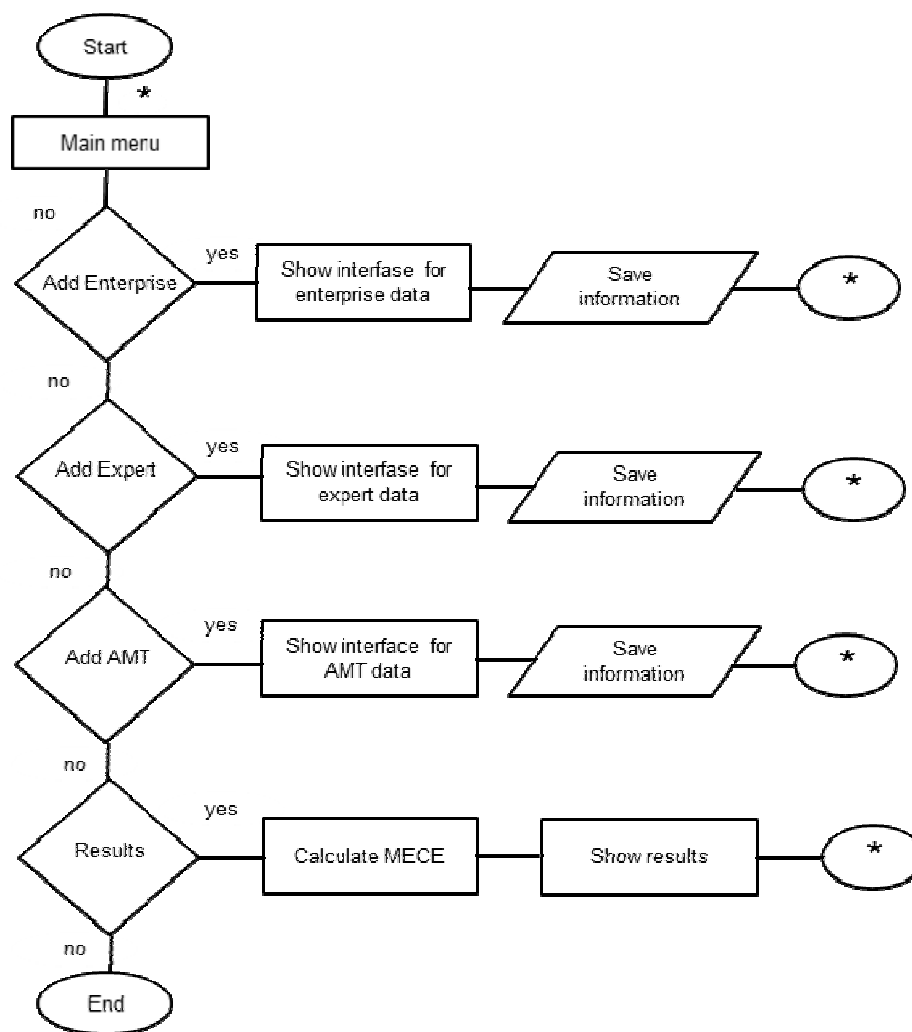 Start
*
Main menu
no
Add Enterprise
yes
Show interfase for
enterprise data
Save
information
*
no
Add Expert
yes
Show interfase for
expert data
Save
information
*
no
Add AMT
yes
Show interface for
AMT data
Save
information
*
no
Results
yes
Calculate MECE
Show results
*
no
End